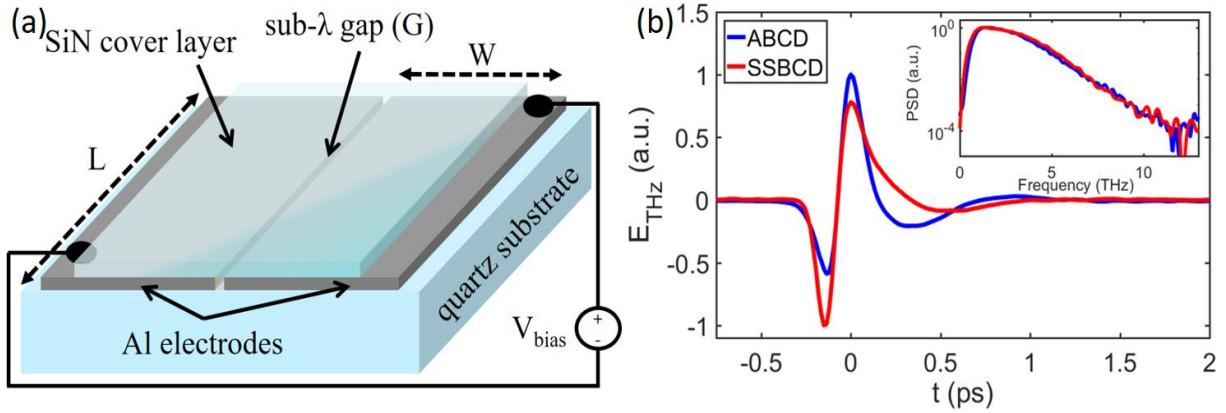 (a)
SiN cover layer
sub-λ gap (G)
W
L
quartz substrate
Al electrodes
V_bias
+
-
(b)
ABCD
SSBCD
E_THz (a.u.)
1.5
1
0.5
0
-0.5
-1
-0.5 0 0.5 1 1.5 2
t (ps)
PSD (a.u.)
10^0
10^-4
0 5 10
Frequency (THz)